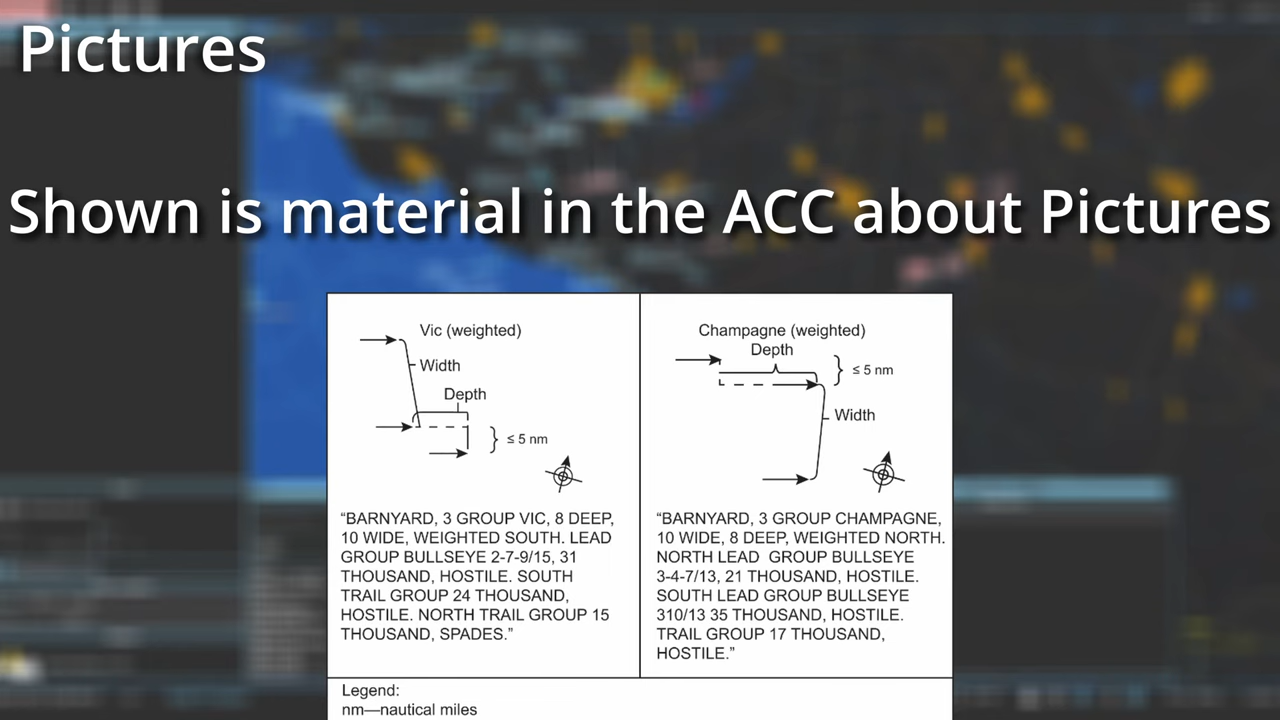 Pictures
Shown is material in the ACC about Pictures
Vic (weighted)
Width
Depth
≤ 5 nm
“BARNYARD, 3 GROUP VIC, 8 DEEP,
10 WIDE, WEIGHTED SOUTH. LEAD
GROUP BULLSEYE 2-7-9/15, 31
THOUSAND, HOSTILE. SOUTH
TRAIL GROUP 24 THOUSAND,
HOSTILE. NORTH TRAIL GROUP 15
THOUSAND, SPADES.”
Champagne (weighted)
Depth
≤ 5 nm
Width
“BARNYARD, 3 GROUP CHAMPAGNE,
10 WIDE, 8 DEEP, WEIGHTED NORTH.
NORTH LEAD GROUP BULLSEYE
3-4-7/13, 21 THOUSAND, HOSTILE.
SOUTH LEAD GROUP BULLSEYE
310/13 35 THOUSAND, HOSTILE.
TRAIL GROUP 17 THOUSAND,
HOSTILE.”
Legend:
nm—nautical miles